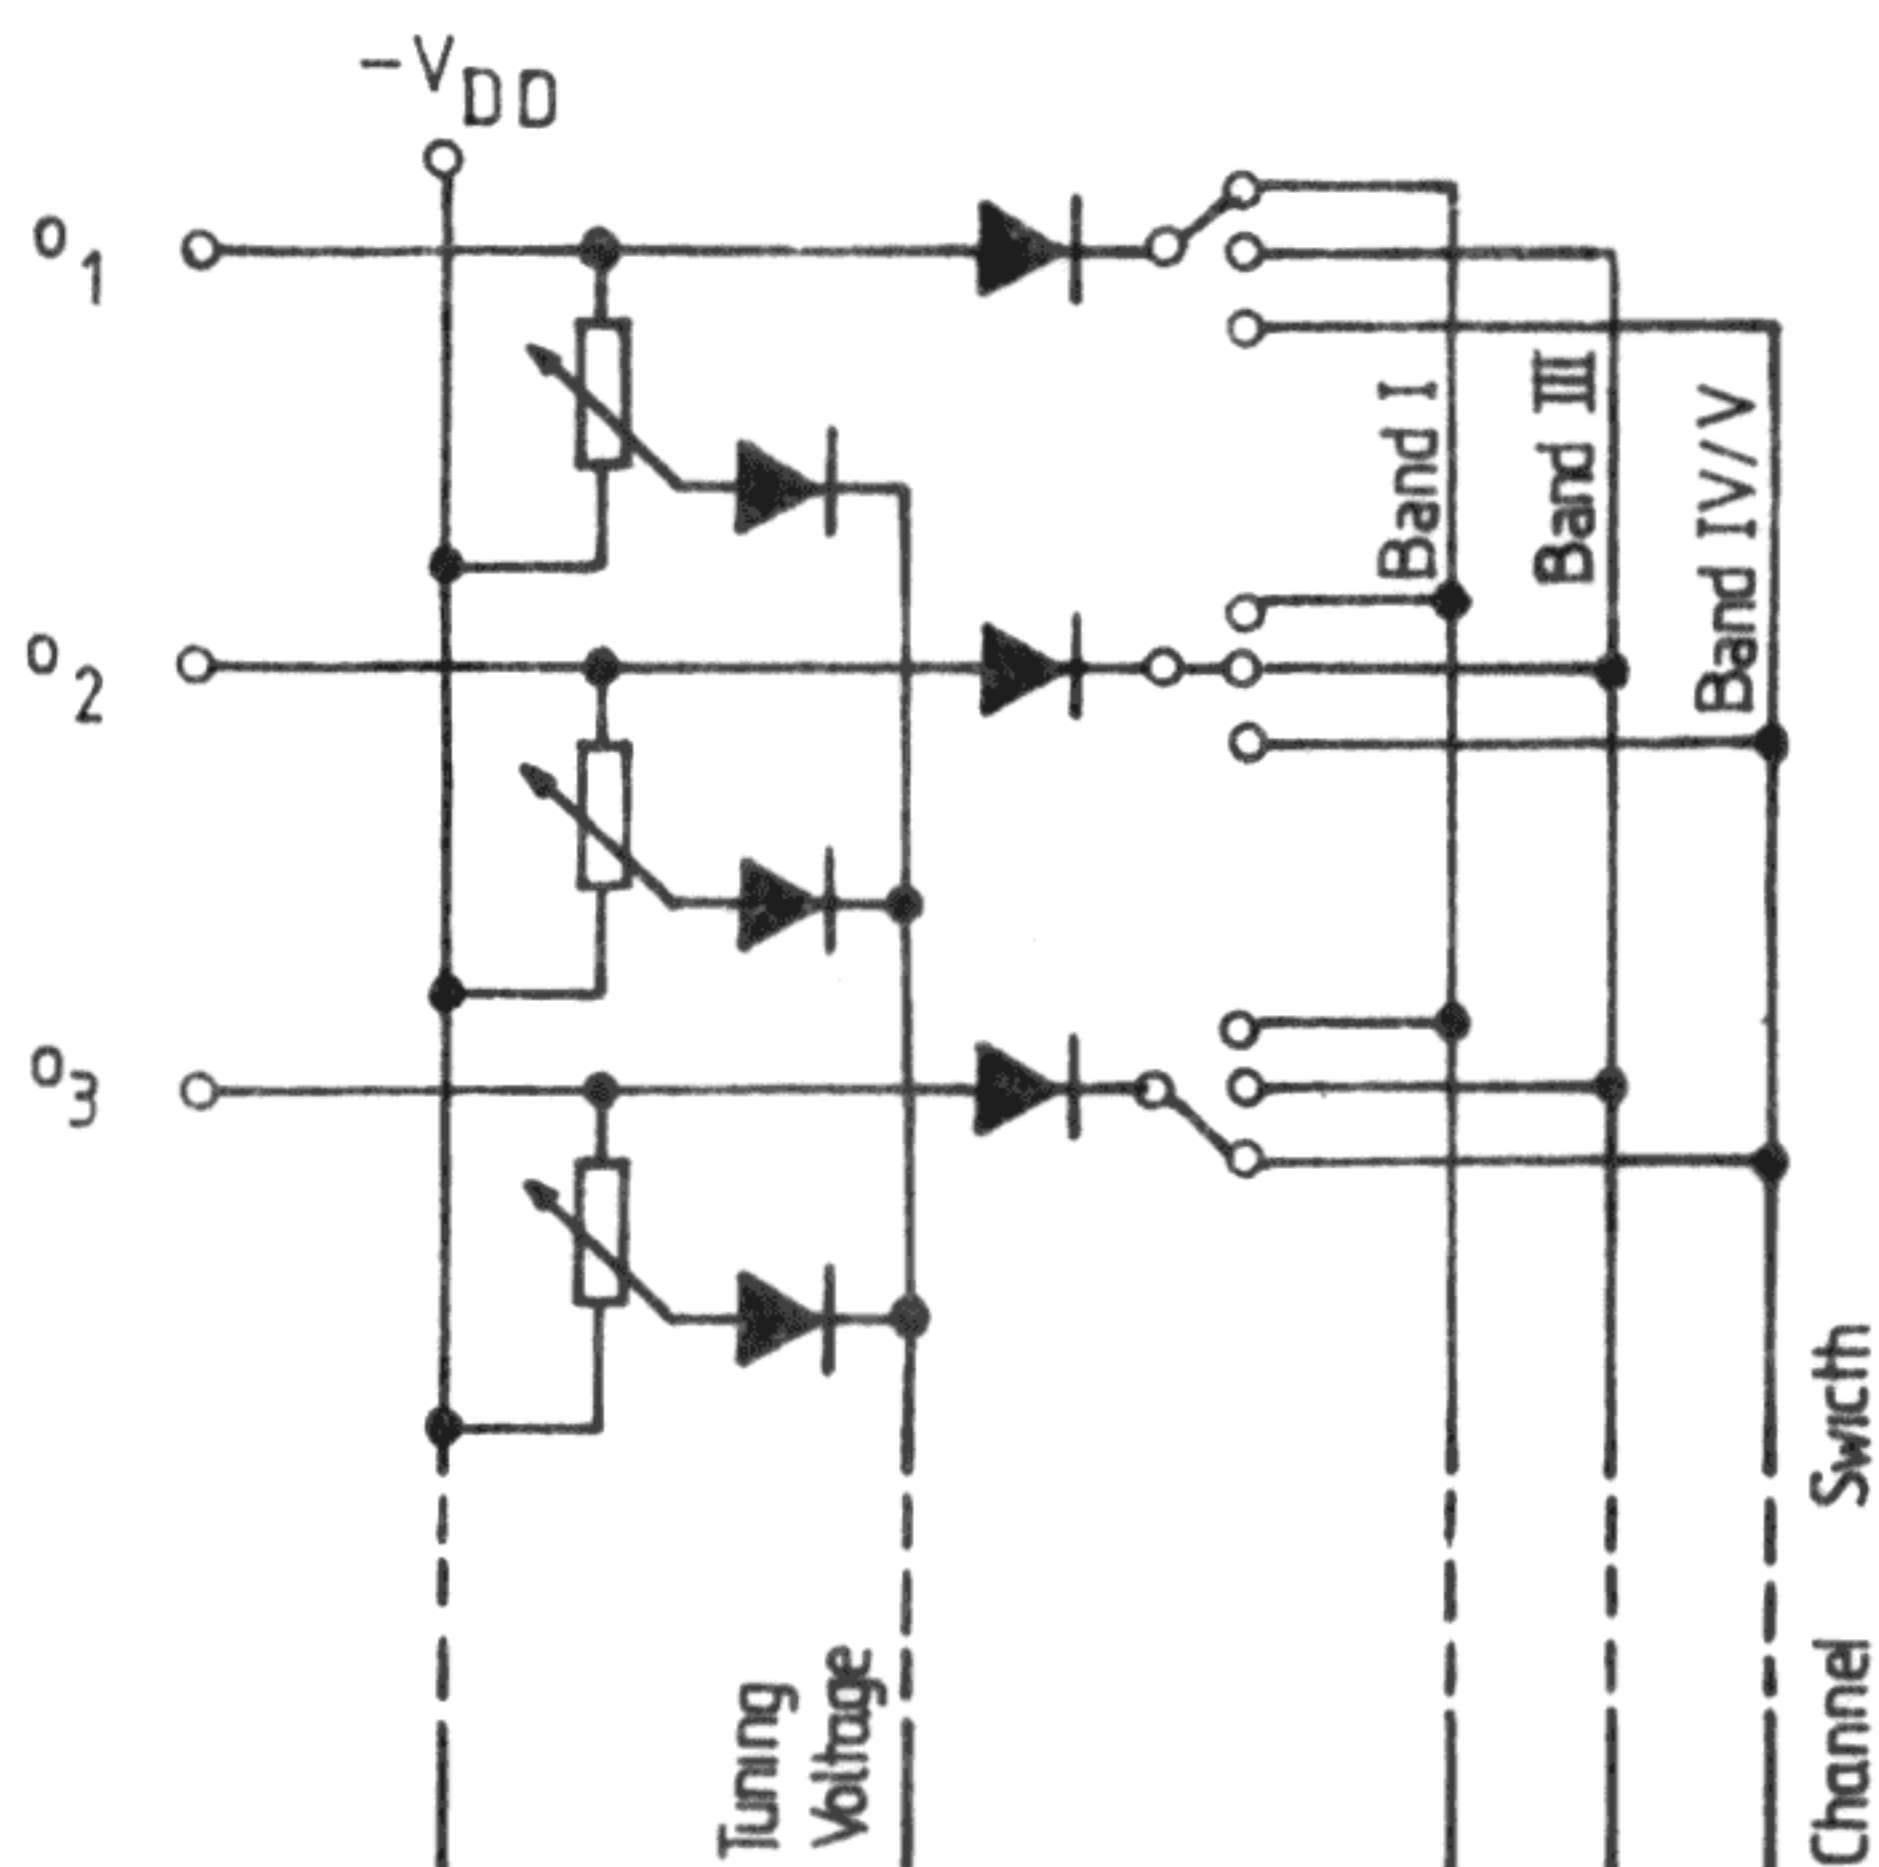 -VDD
o1
o2
o3
Band I
Band III
Band IV/V
Tuning
Voltage
Channel Swicth